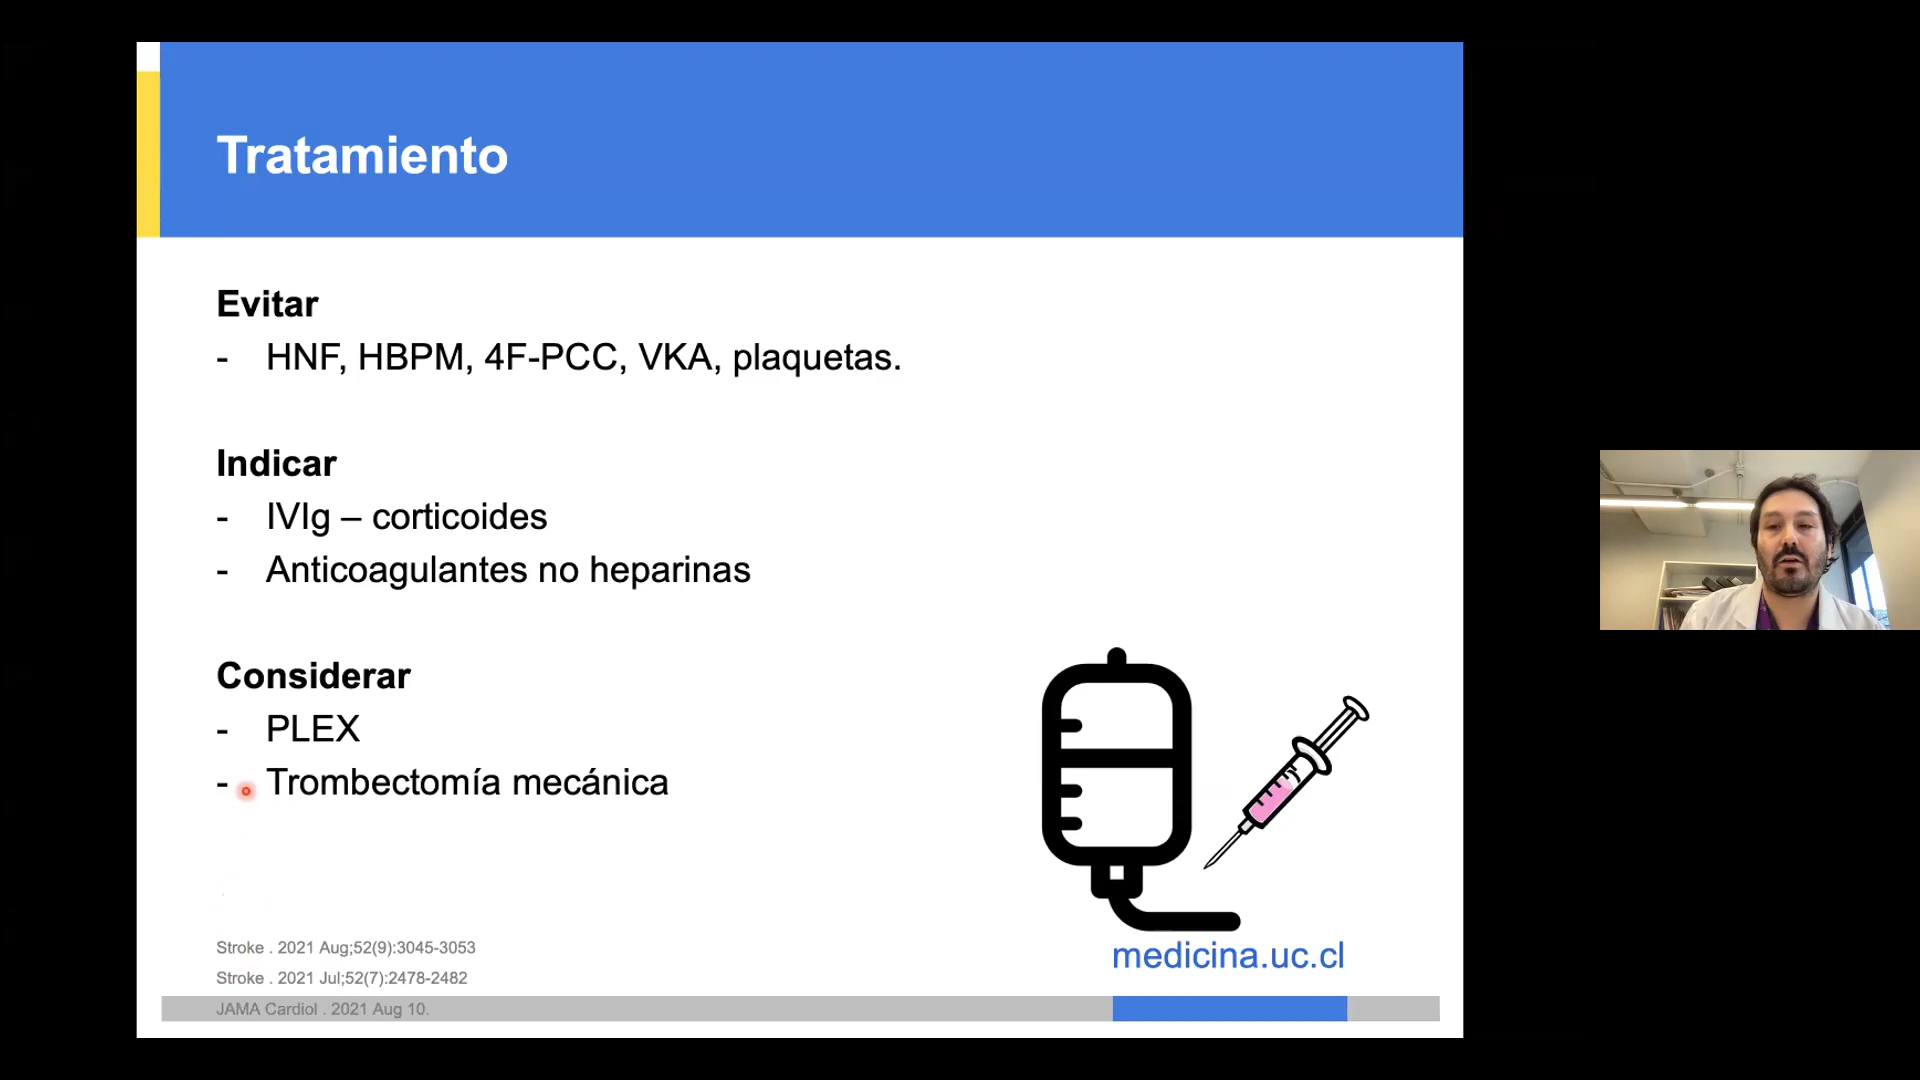 Tratamiento
Evitar
- HNF, HBPM, 4F-PCC, VKA, plaquetas.
Indicar
- IVIg – corticoides
- Anticoagulantes no heparinas
Considerar
- PLEX
- Trombectomía mecánica
Stroke . 2021 Aug;52(9):3045-3053
Stroke . 2021 Jul;52(7):2478-2482
JAMA Cardiol . 2021 Aug 10.
medicina.uc.cl